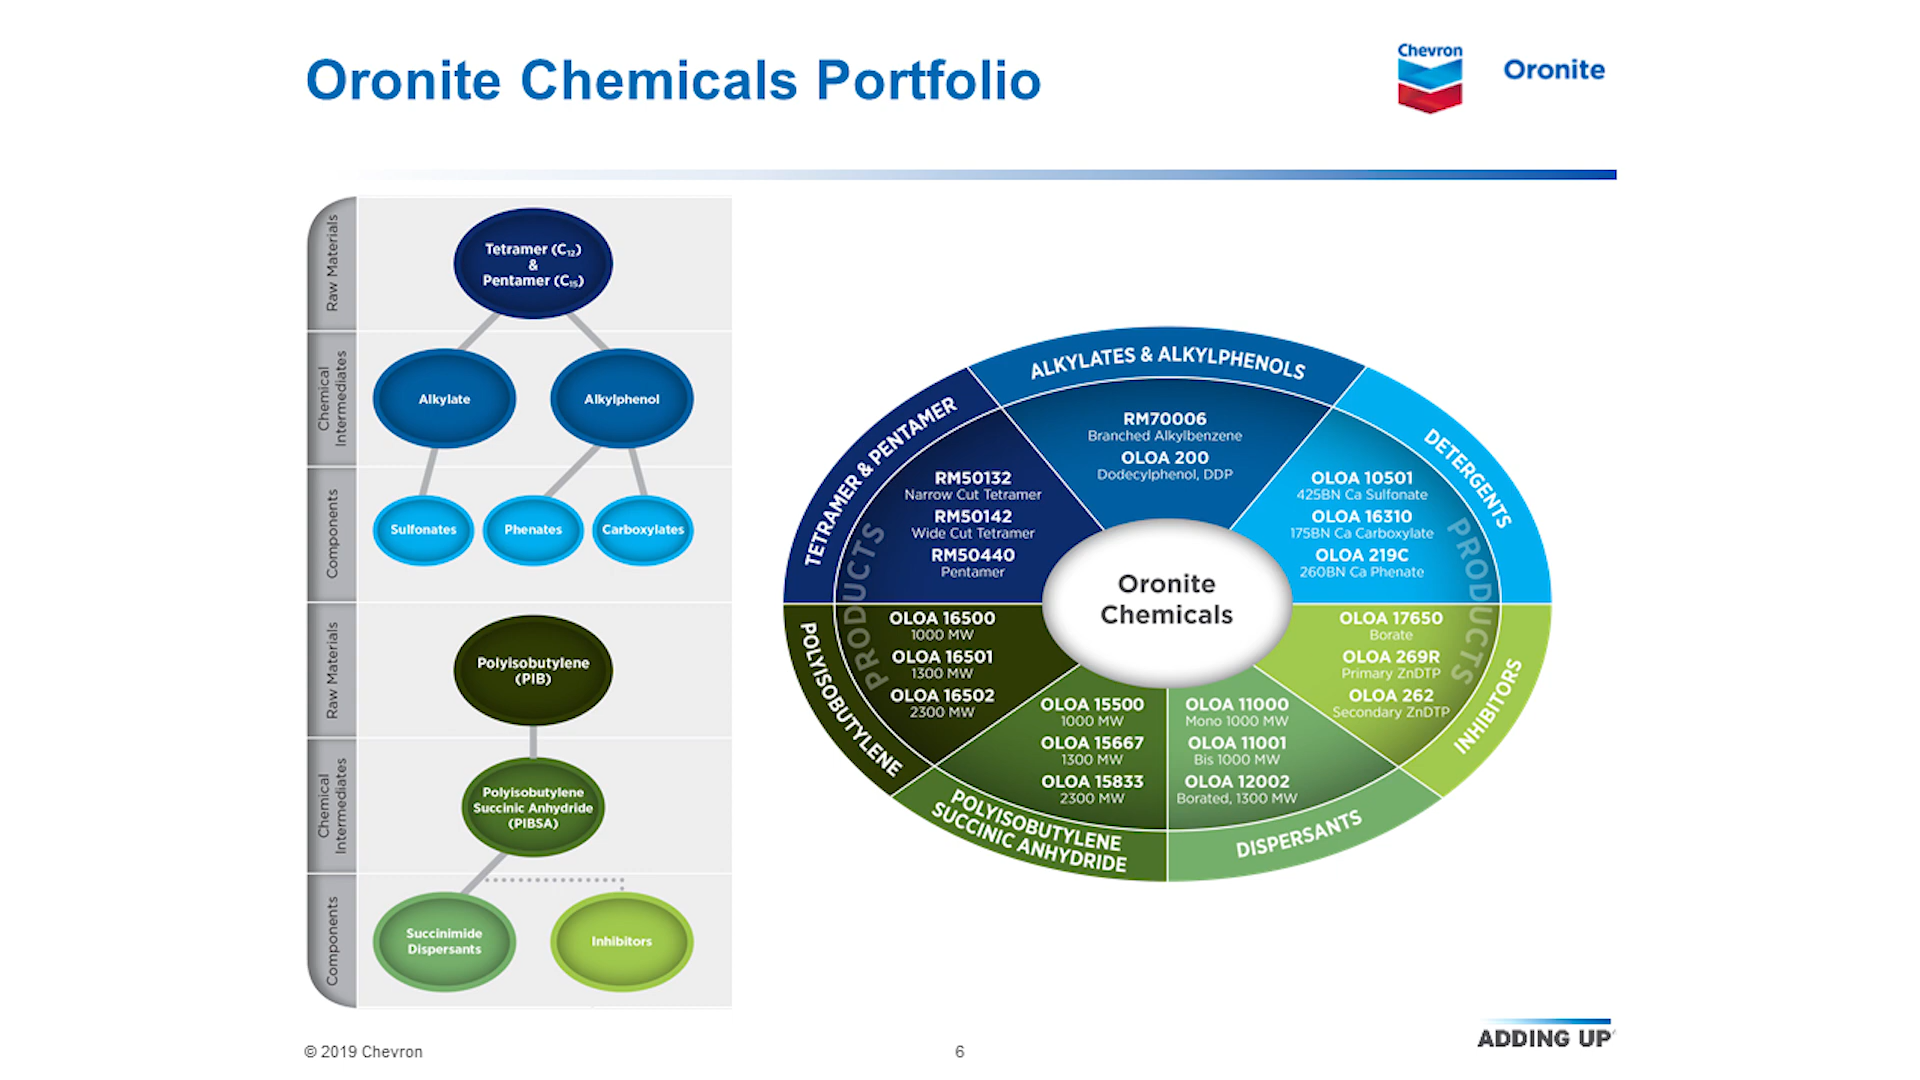 Oronite Chemicals Portfolio
Chevron
Oronite
Raw Materials
Tetramer (C₁₂)
&
Pentamer (C₁₅)
Chemical
Intermediates
Alkylate
Alkylphenol
Components
Sulfonates
Phenates
Carboxylates
Raw Materials
Polyisobutylene
(PIB)
Chemical
Intermediates
Polyisobutylene
Succinic Anhydride
(PIBSA)
Components
Succinimide
Dispersants
Inhibitors
ALKYLATES & ALKYLPHENOLS
RM70006
Branched Alkylbenzene
OLOA 200
Dodecylphenol, DDP
TETRAMER & PENTAMER
RM50132
Narrow Cut Tetramer
RM50142
Wide Cut Tetramer
RM50440
Pentamer
PRODUCTS
DETERGENTS
OLOA 10501
425BN Ca Sulfonate
OLOA 16310
175BN Ca Carboxylate
OLOA 219C
260BN Ca Phenate
PRODUCTS
Oronite
Chemicals
POLYISOBUTYLENE
OLOA 16500
1000 MW
OLOA 16501
1300 MW
OLOA 16502
2300 MW
INHIBITORS
OLOA 17650
Borate
OLOA 269R
Primary ZnDTP
OLOA 262
Secondary ZnDTP
OLOA 15500
1000 MW
OLOA 15667
1300 MW
OLOA 15833
2300 MW
POLYISOBUTYLENE
SUCCINIC ANHYDRIDE
OLOA 11000
Mono 1000 MW
OLOA 11001
Bis 1000 MW
OLOA 12002
Borated, 1300 MW
DISPERSANTS
© 2019 Chevron
6
ADDING UP